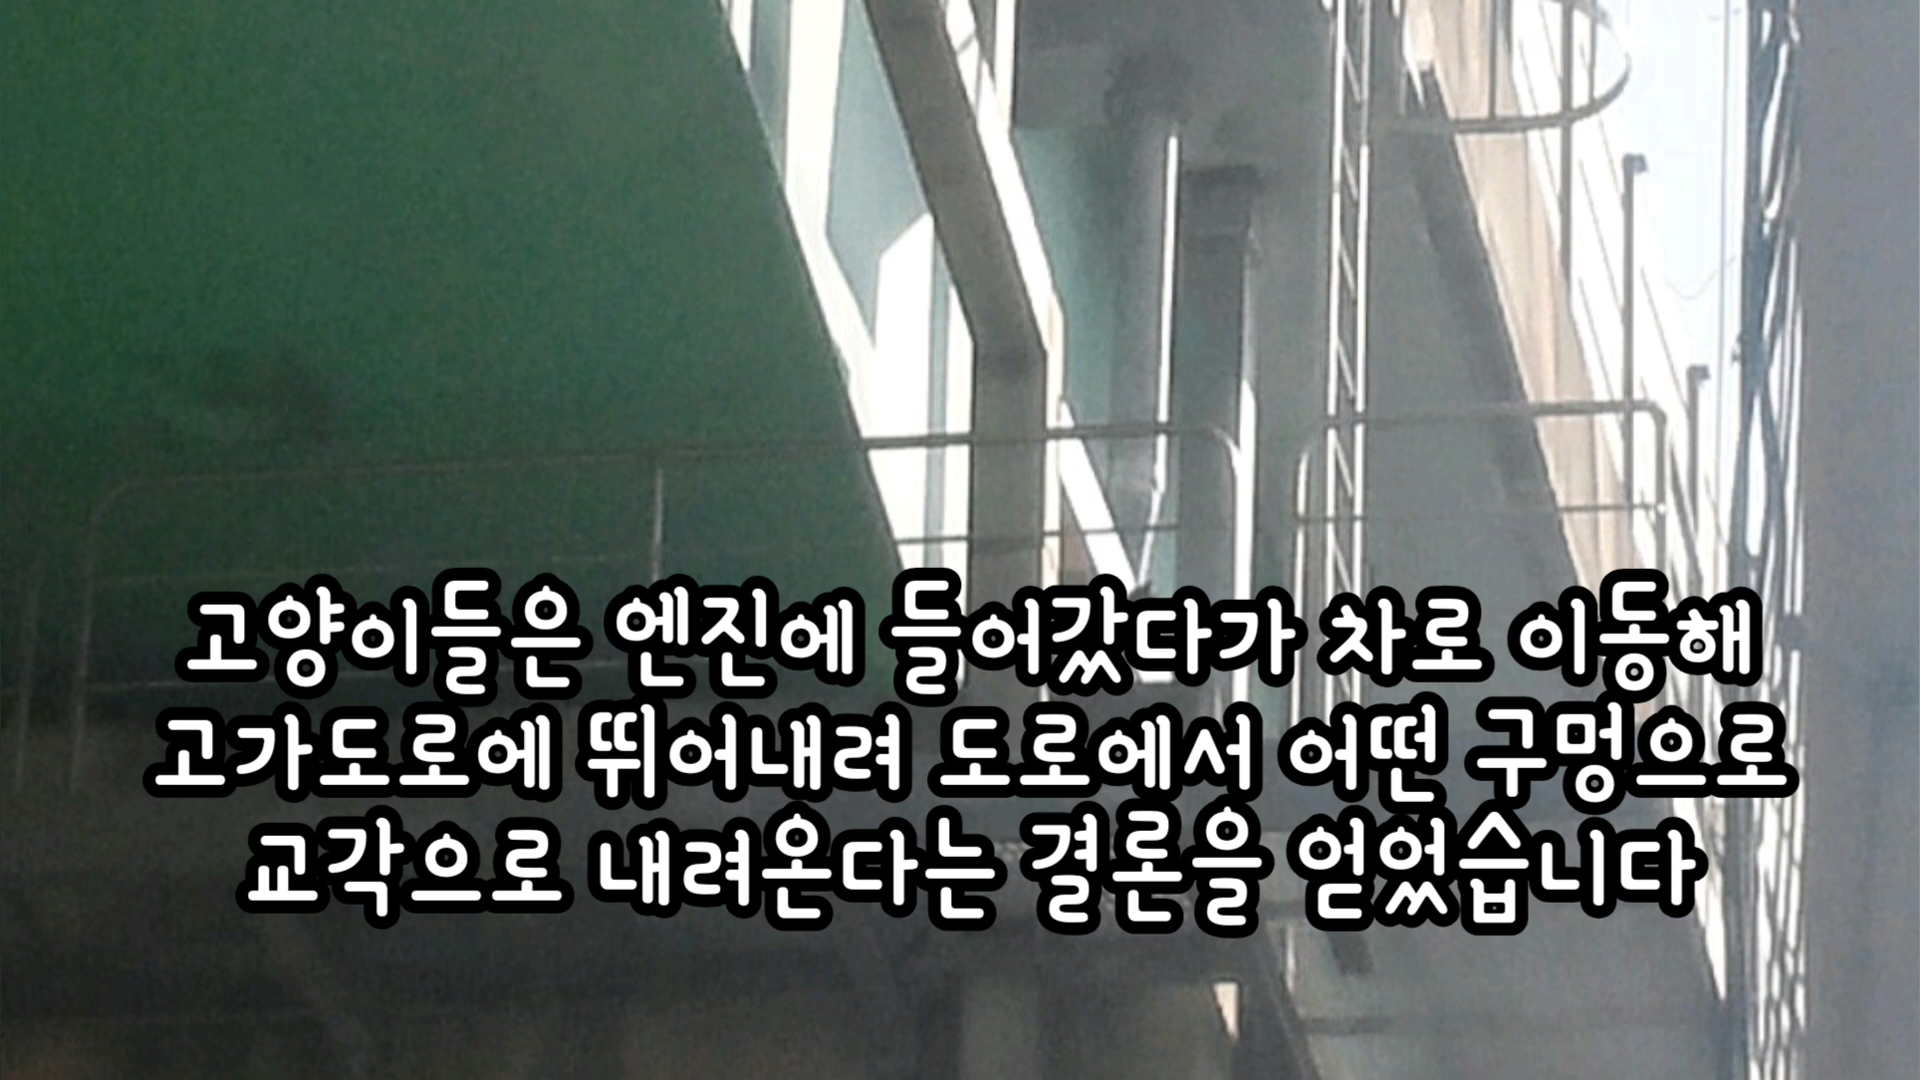 고양이들은 엔진에 들어갔다가 차로 이동해
고가도로에 뛰어내려 도로에서 어떤 구멍으로
교각으로 내려온다는 결론을 얻었습니다